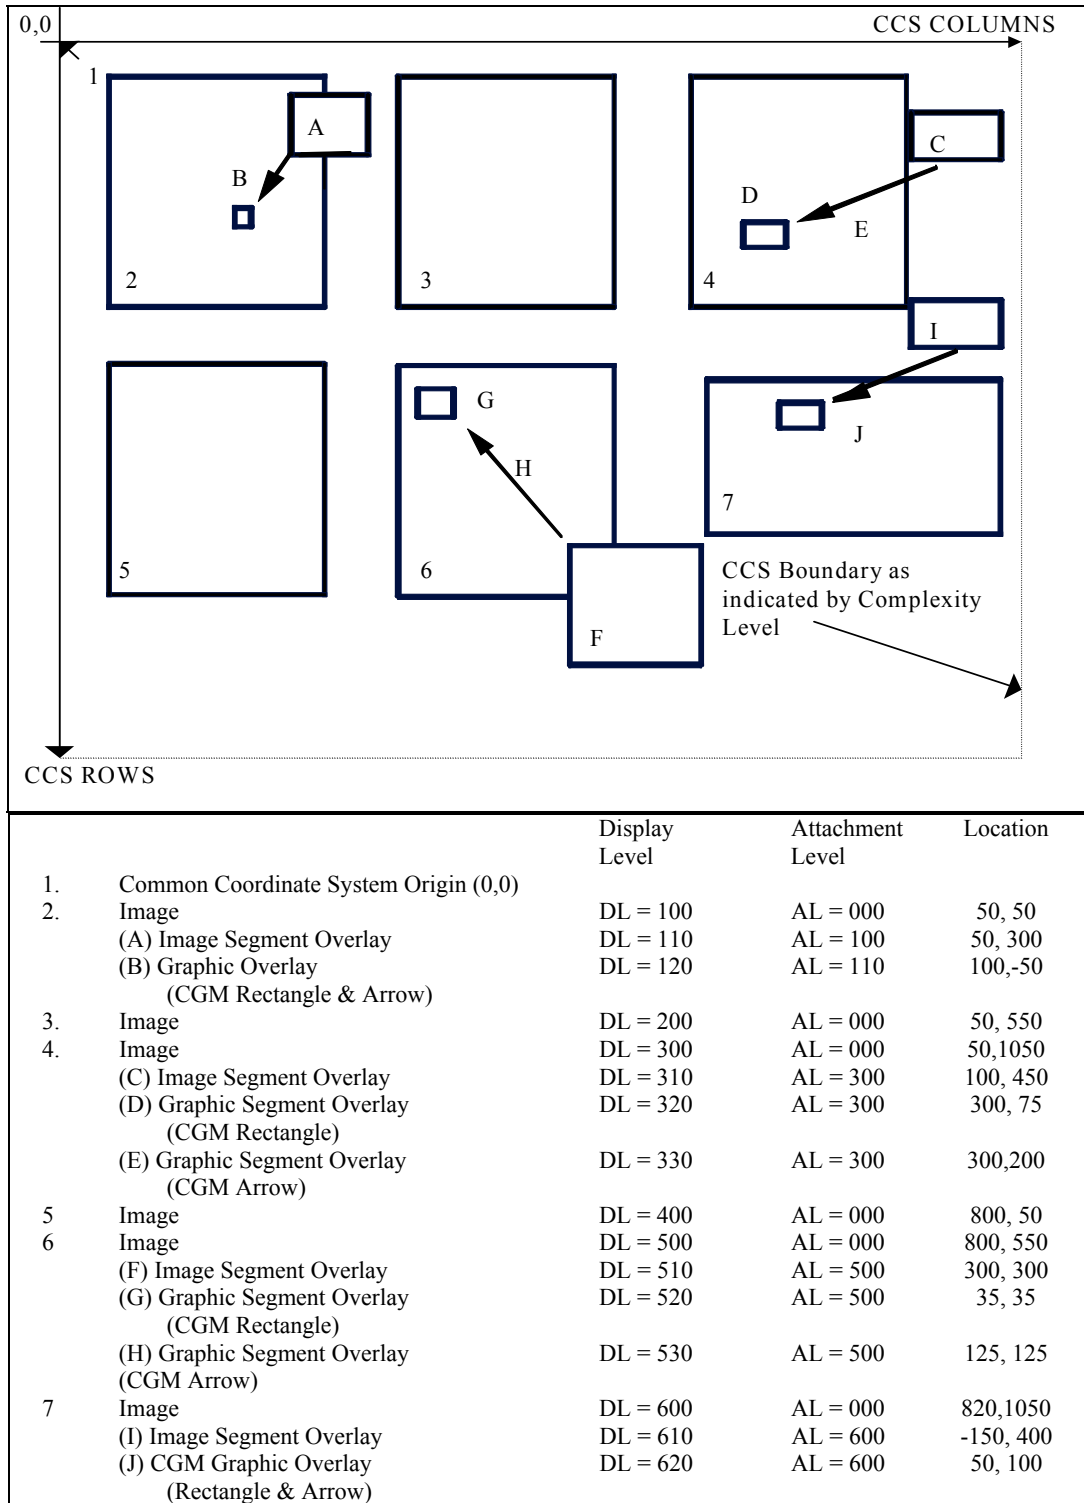 0,0
CCS COLUMNS
1
A
C
B
D
E
2
3
4
I
G
J
H
7
5
6
CCS Boundary as
indicated by Complexity
Level
F
CCS ROWS
Display Attachment Location
Level Level
1. Common Coordinate System Origin (0,0)
2. Image DL = 100 AL = 000 50, 50
(A) Image Segment Overlay DL = 110 AL = 100 50, 300
(B) Graphic Overlay DL = 120 AL = 110 100,-50
(CGM Rectangle & Arrow)
3. Image DL = 200 AL = 000 50, 550
4. Image DL = 300 AL = 000 50,1050
(C) Image Segment Overlay DL = 310 AL = 300 100, 450
(D) Graphic Segment Overlay DL = 320 AL = 300 300, 75
(CGM Rectangle)
(E) Graphic Segment Overlay DL = 330 AL = 300 300,200
(CGM Arrow)
5 Image DL = 400 AL = 000 800, 50
6 Image DL = 500 AL = 000 800, 550
(F) Image Segment Overlay DL = 510 AL = 500 300, 300
(G) Graphic Segment Overlay DL = 520 AL = 500 35, 35
(CGM Rectangle)
(H) Graphic Segment Overlay DL = 530 AL = 500 125, 125
(CGM Arrow)
7 Image DL = 600 AL = 000 820,1050
(I) Image Segment Overlay DL = 610 AL = 600 -150, 400
(J) CGM Graphic Overlay DL = 620 AL = 600 50, 100
(Rectangle & Arrow)